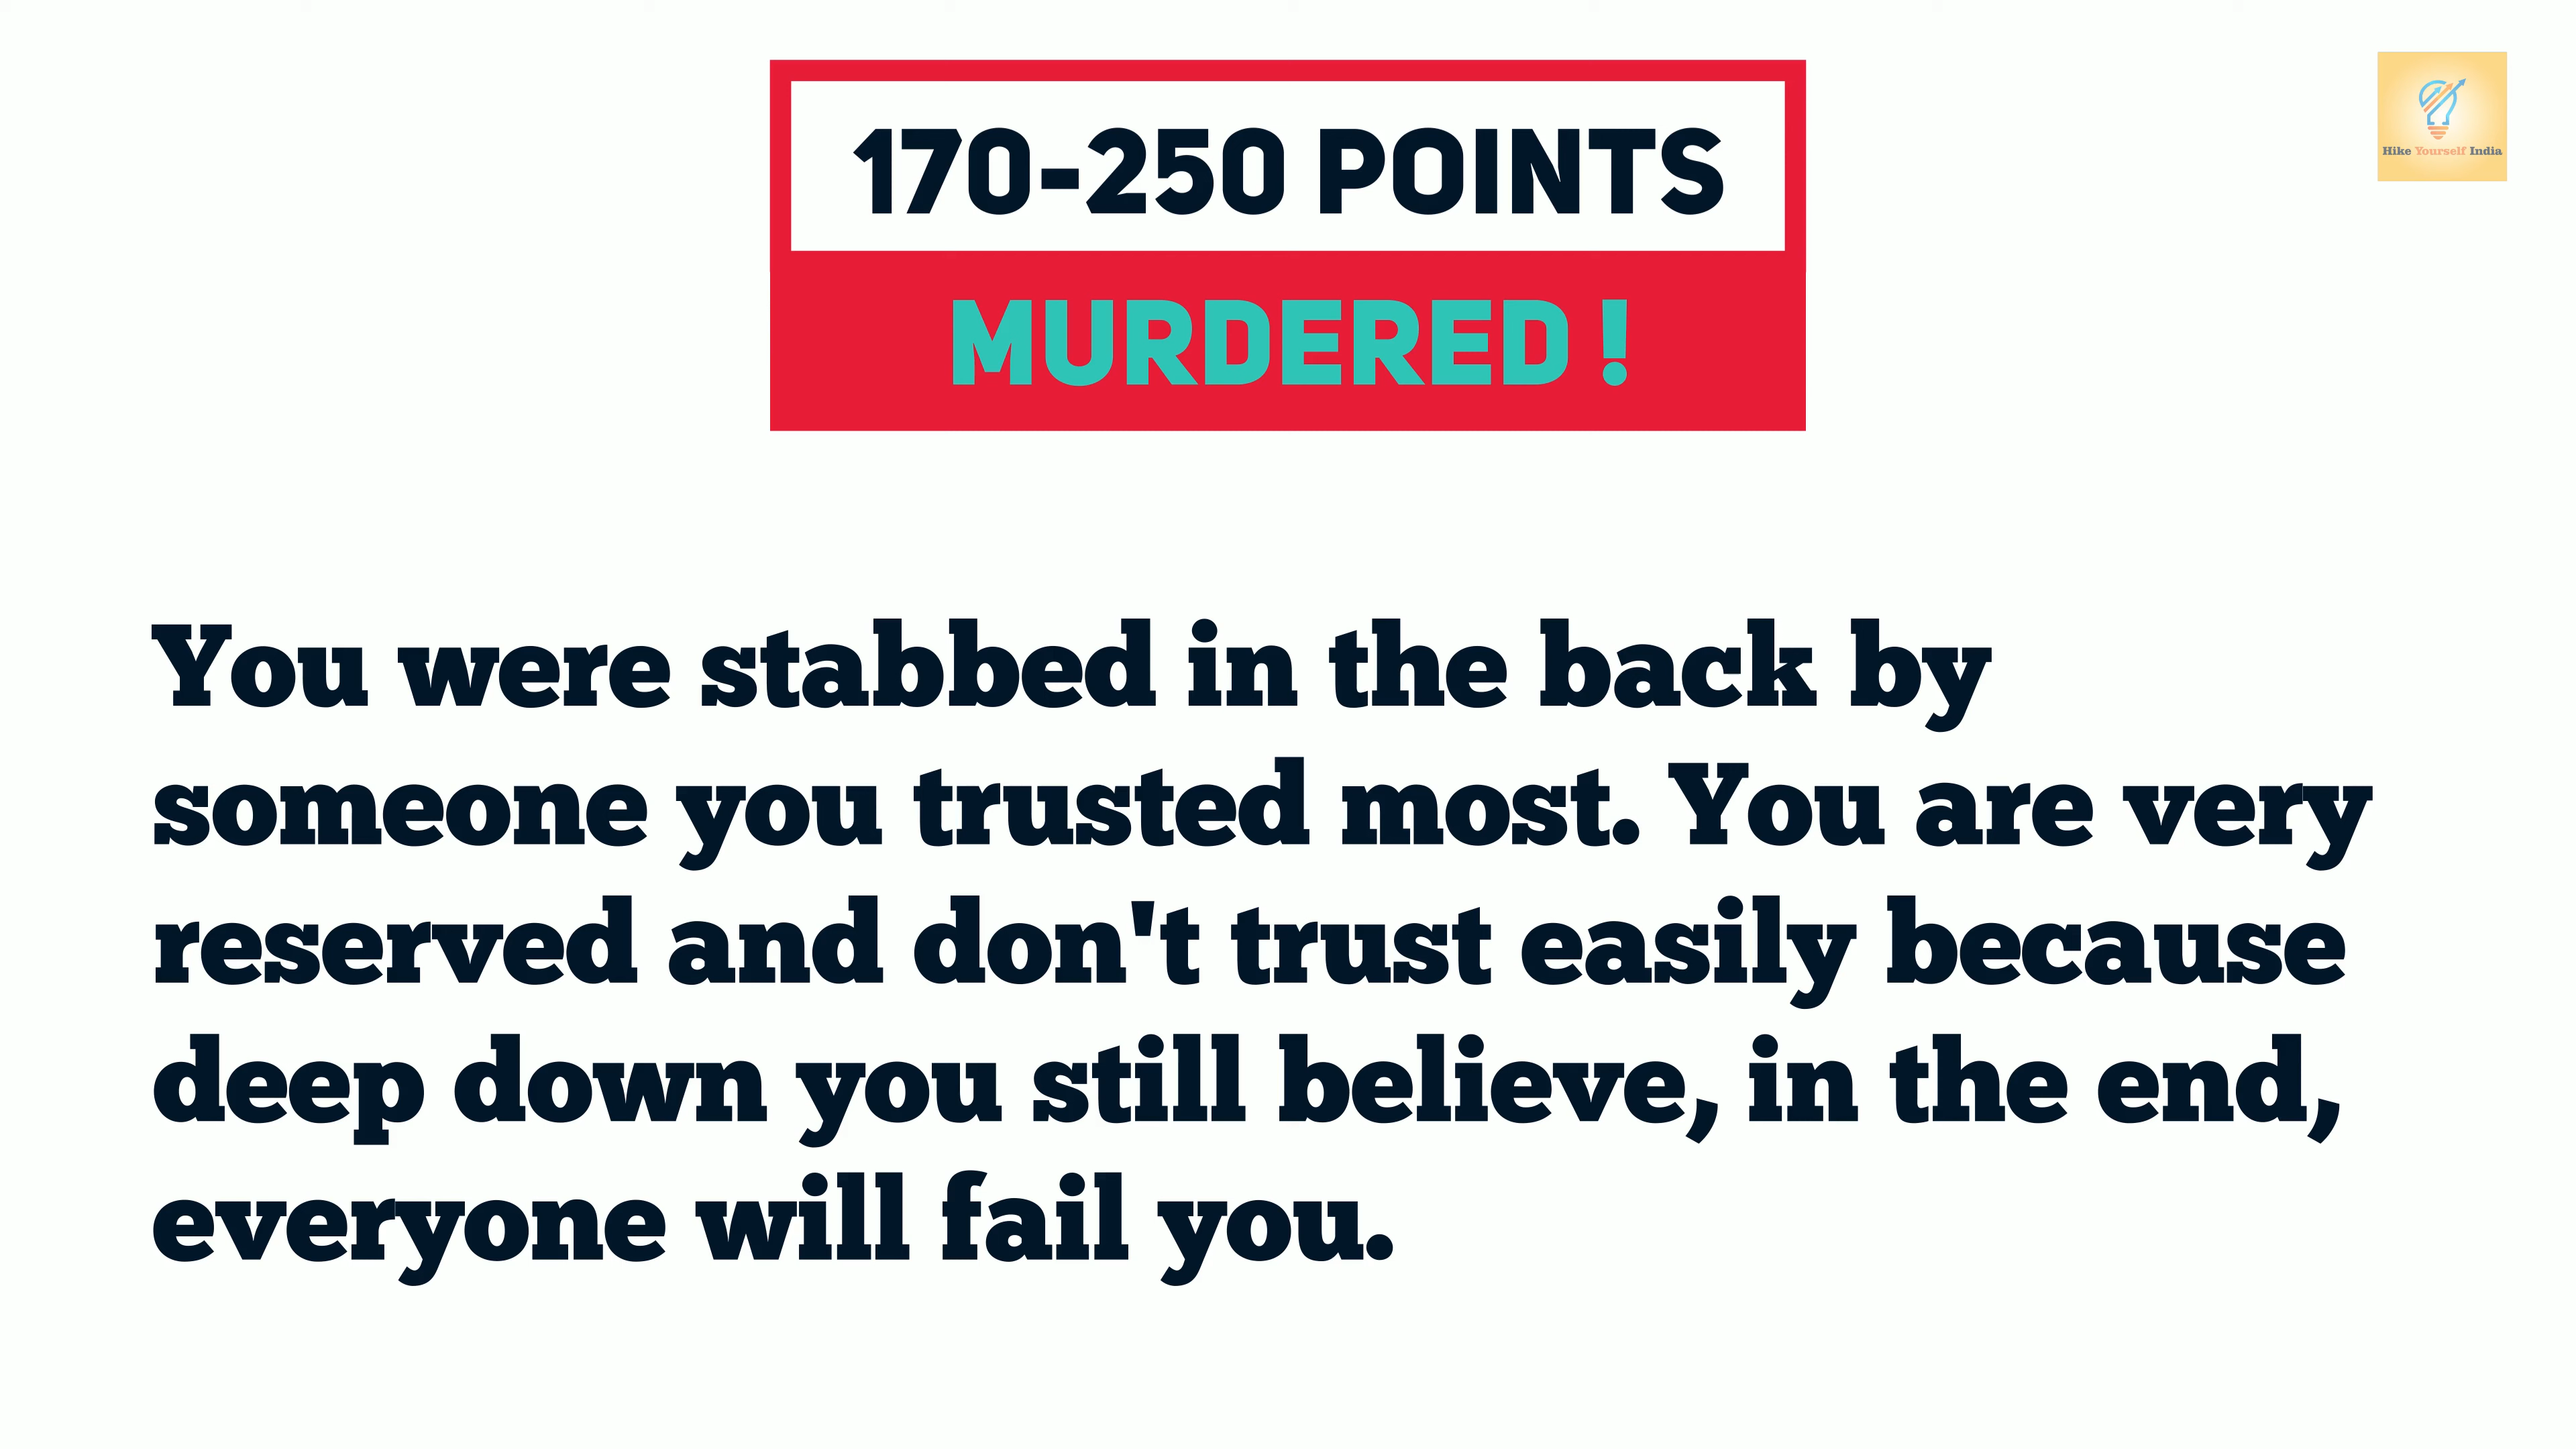 170-250 POINTS
Hike Yourself India
MURDERED !
You were stabbed in the back by
someone you trusted most. You are very
reserved and don't trust easily because
deep down you still believe, in the end,
everyone will fail you.